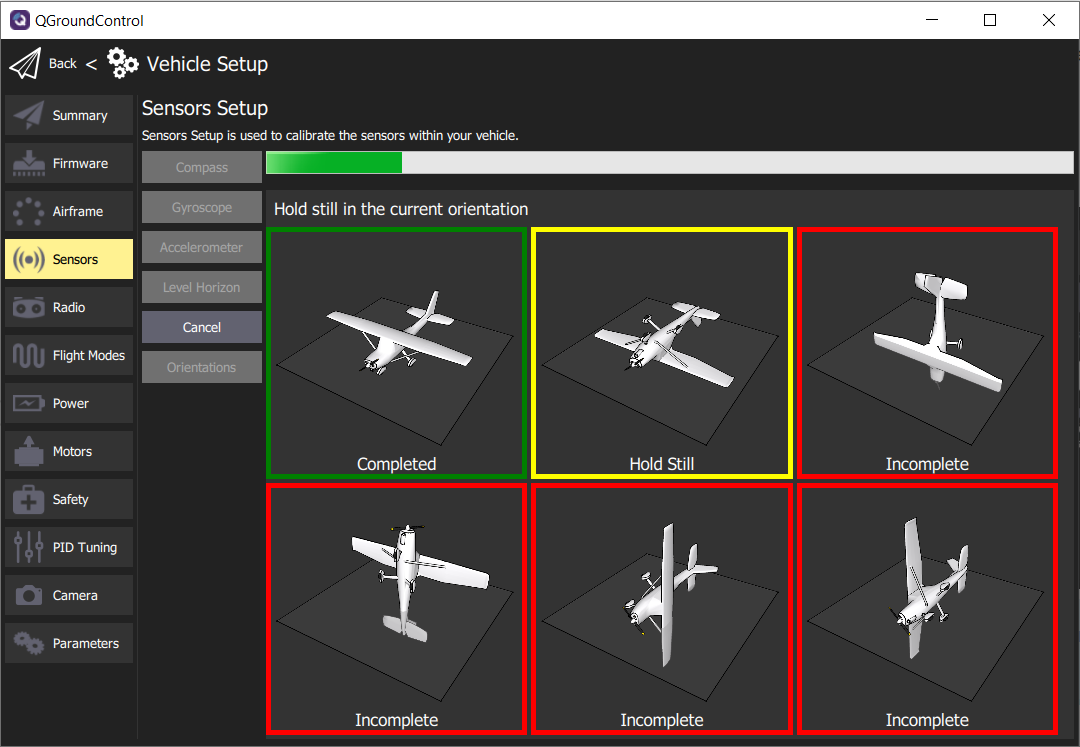 QGroundControl
Back < Vehicle Setup
Summary
Firmware
Airframe
Sensors
Radio
Flight Modes
Power
Motors
Safety
PID Tuning
Camera
Parameters
Sensors Setup
Sensors Setup is used to calibrate the sensors within your vehicle.
Compass
Gyroscope
Accelerometer
Level Horizon
Cancel
Orientations
Hold still in the current orientation
Completed
Hold Still
Incomplete
Incomplete
Incomplete
Incomplete